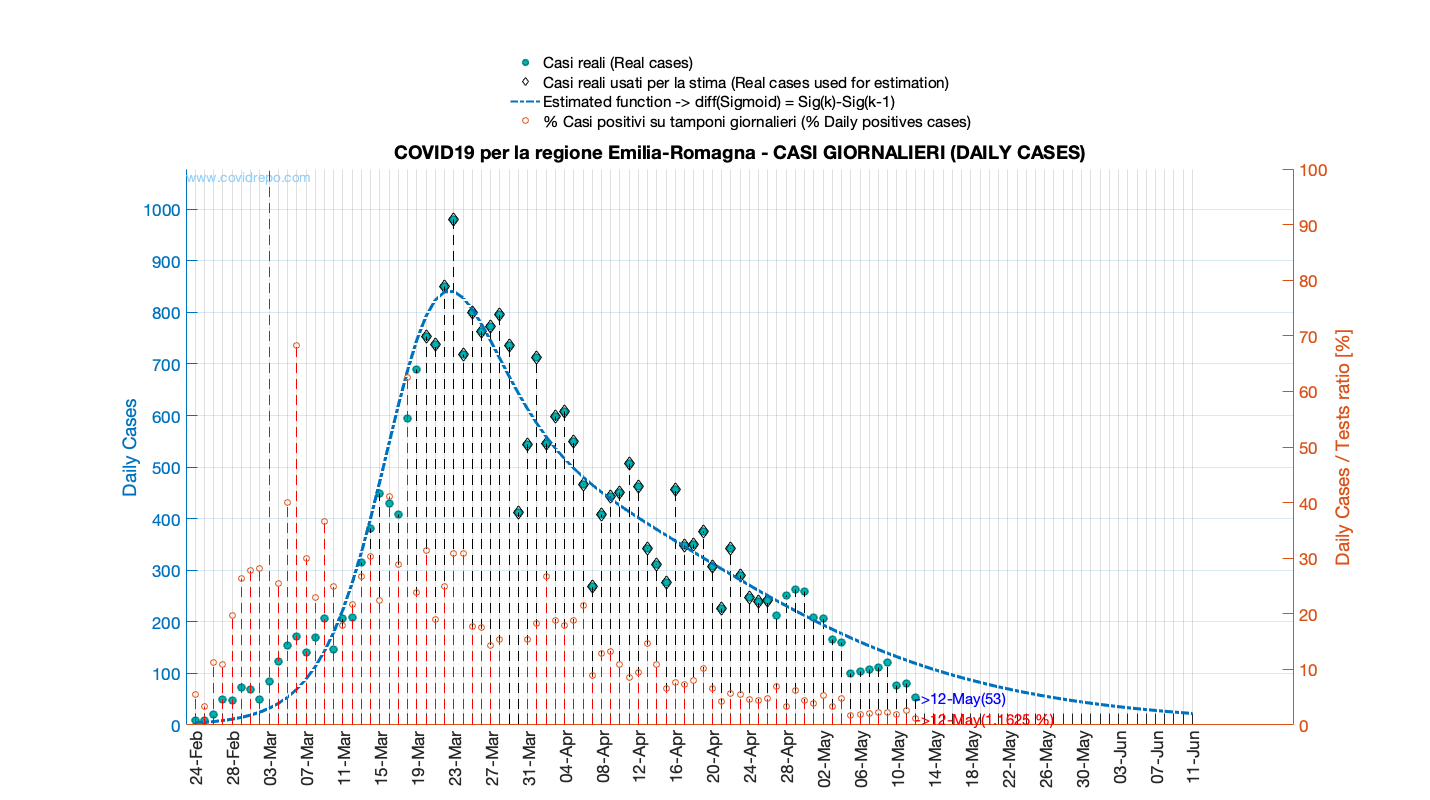 Casi reali (Real cases)
Casi reali usati per la stima (Real cases used for estimation)
Estimated function -> diff(Sigmoid) = Sig(k)-Sig(k-1)
% Casi positivi su tamponi giornalieri (% Daily positives cases)
COVID19 per la regione Emilia-Romagna - CASI GIORNALIERI (DAILY CASES)
www.covidrepo.com
Daily Cases
1000
900
800
700
600
500
400
300
200
100
0
100
90
80
70
60
50
40
30
20
10
0
Daily Cases / Tests ratio [%]
->12-May(53)
->12-May(1.1625 %)
24-Feb
28-Feb
03-Mar
07-Mar
11-Mar
15-Mar
19-Mar
23-Mar
27-Mar
31-Mar
04-Apr
08-Apr
12-Apr
16-Apr
20-Apr
24-Apr
28-Apr
02-May
06-May
10-May
14-May
18-May
22-May
26-May
30-May
03-Jun
07-Jun
11-Jun